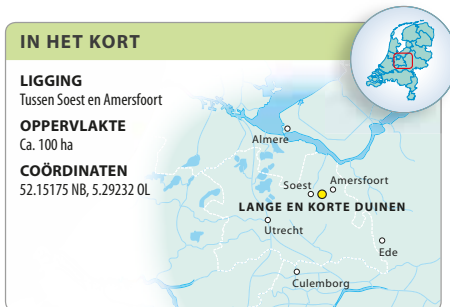 IN HET KORT
LIGGING
Tussen Soest en Amersfoort
OPPERVLAKTE
Ca. 100 ha
COÖRDINATEN
52.15175 NB, 5.29232 OL
Almere
Soest
Amersfoort
LANGE EN KORTE DUINEN
Utrecht
Ede
Culemborg